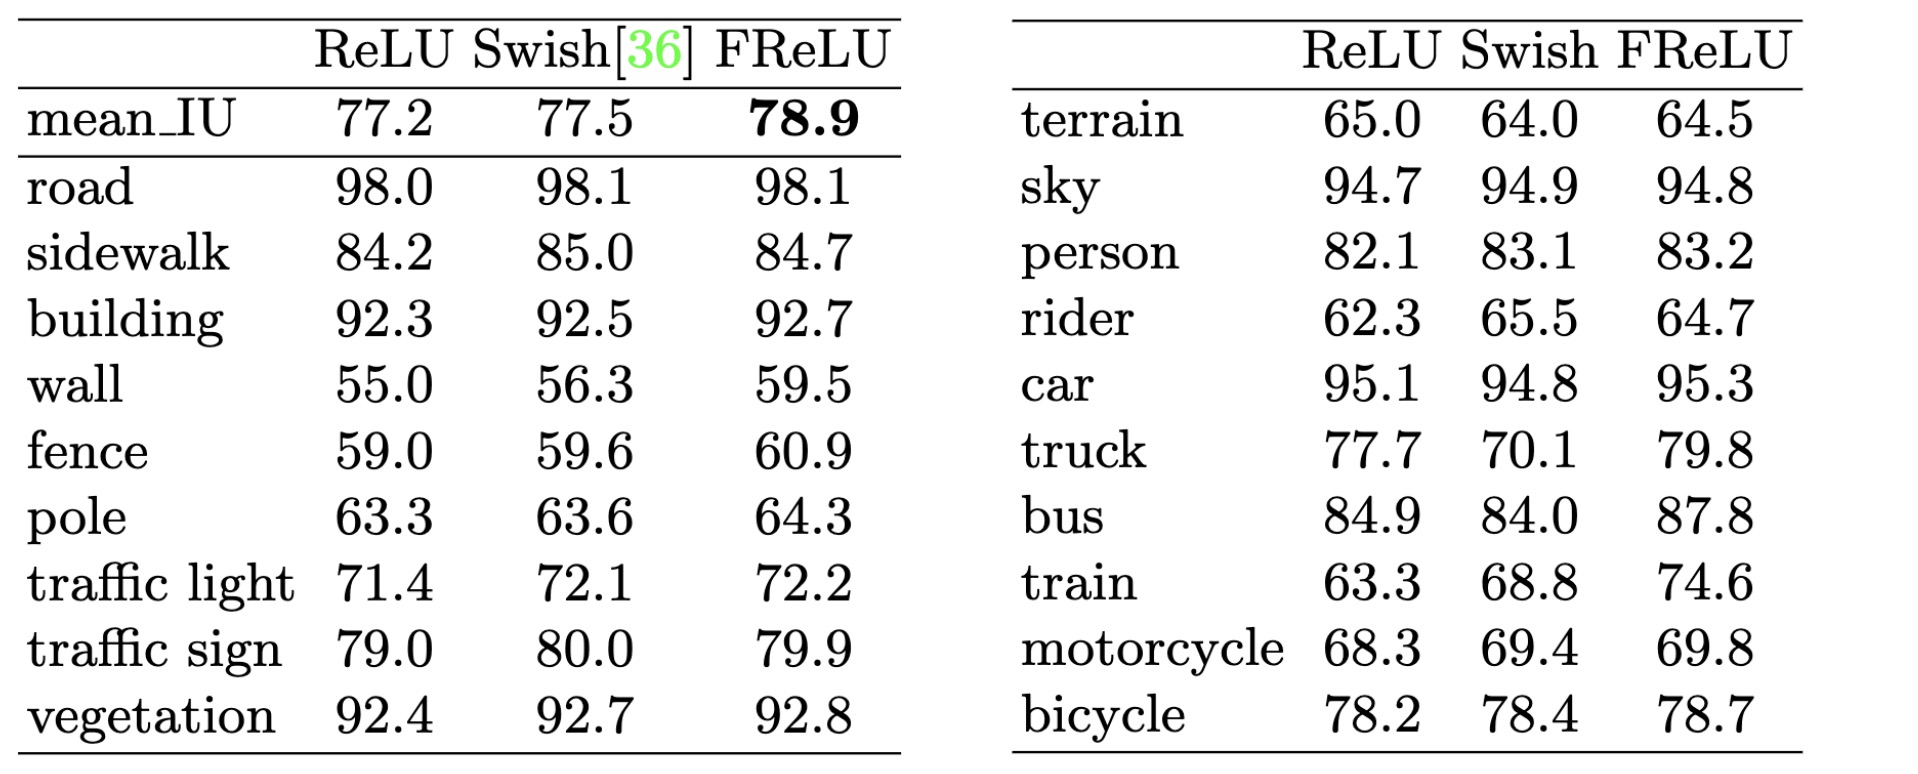 ReLU Swish[36] FReLU
mean_IU 77.2 77.5 78.9
road 98.0 98.1 98.1
sidewalk 84.2 85.0 84.7
building 92.3 92.5 92.7
wall 55.0 56.3 59.5
fence 59.0 59.6 60.9
pole 63.3 63.6 64.3
traffic light 71.4 72.1 72.2
traffic sign 79.0 80.0 79.9
vegetation 92.4 92.7 92.8
ReLU Swish FReLU
terrain 65.0 64.0 64.5
sky 94.7 94.9 94.8
person 82.1 83.1 83.2
rider 62.3 65.5 64.7
car 95.1 94.8 95.3
truck 77.7 70.1 79.8
bus 84.9 84.0 87.8
train 63.3 68.8 74.6
motorcycle 68.3 69.4 69.8
bicycle 78.2 78.4 78.7